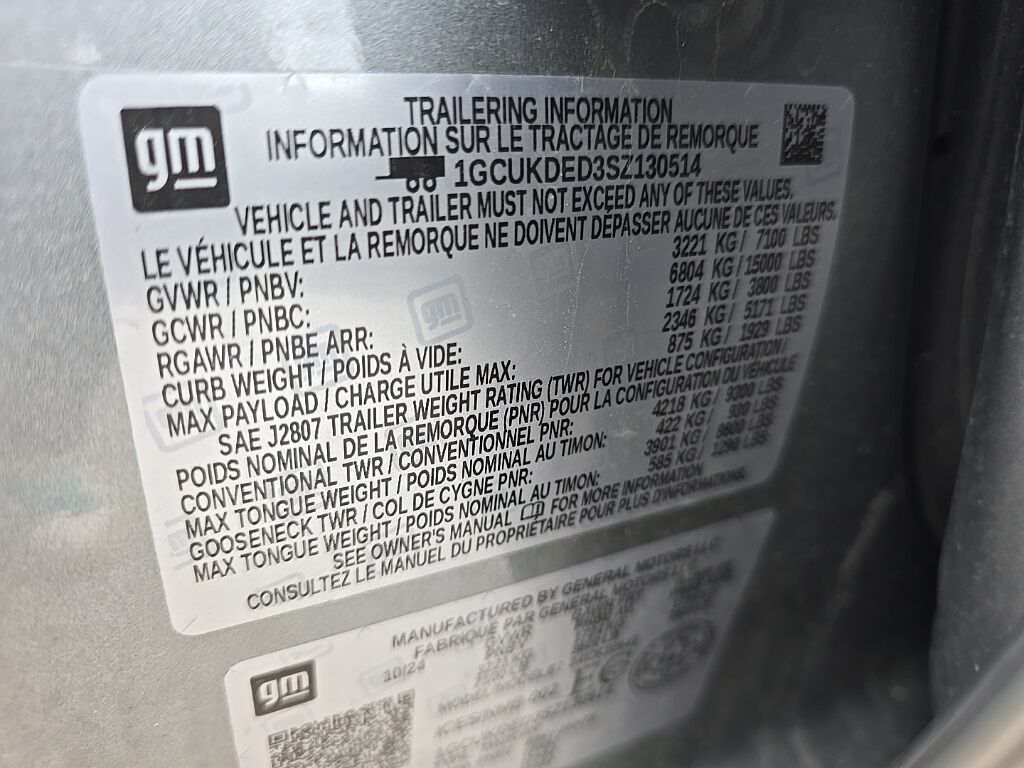 gm
TRAILERING INFORMATION
INFORMATION SUR LE TRACTAGE DE REMORQUE
1GCUKDED3SZ130514
VEHICLE AND TRAILER MUST NOT EXCEED ANY OF THESE VALUES.
LE VÉHICULE ET LA REMORQUE NE DOIVENT DÉPASSER AUCUNE DE CES VALEURS.
GVWR / PNBV: 3221 KG / 7100 LBS
GCWR / PNBC: 6804 KG / 15000 LBS
RGAWR / PNBE ARR: 1724 KG / 3800 LBS
CURB WEIGHT / POIDS À VIDE: 2346 KG / 5171 LBS
MAX PAYLOAD / CHARGE UTILE MAX: 875 KG / 1929 LBS
SAE J2807 TRAILER WEIGHT RATING (TWR) FOR VEHICLE CONFIGURATION /
POIDS NOMINAL DE LA REMORQUE (PNR) POUR LA CONFIGURATION DU VÉHICULE
CONVENTIONAL TWR / CONVENTIONNEL PNR: 4218 KG / 9300 LBS
MAX TONGUE WEIGHT / POIDS NOMINAL AU TIMON: 422 KG / 930 LBS
GOOSENECK TWR / COL DE CYGNE PNR: 3901 KG / 8600 LBS
MAX TONGUE WEIGHT / POIDS NOMINAL AU TIMON: 585 KG / 1290 LBS
SEE OWNER'S MANUAL FOR MORE INFORMATION
CONSULTEZ LE MANUEL DU PROPRIÉTAIRE POUR PLUS D'INFORMATIONS.
gm
MANUFACTURED BY GENERAL MOTORS LLC
FABRIQUE PAR GENERAL MOTORS LLC
10/24
GVWR
PNBV